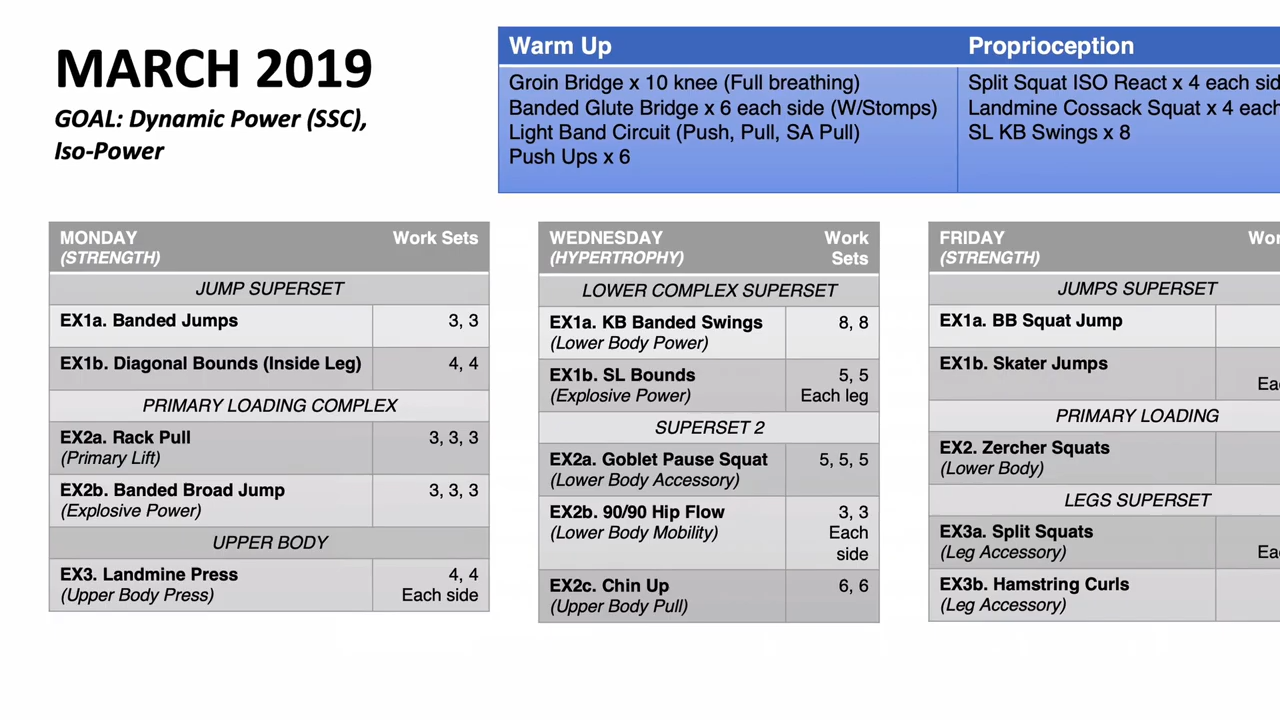 MARCH 2019
GOAL: Dynamic Power (SSC),
Iso-Power
Warm Up
Groin Bridge x 10 knee (Full breathing)
Banded Glute Bridge x 6 each side (W/Stomps)
Light Band Circuit (Push, Pull, SA Pull)
Push Ups x 6
Proprioception
Split Squat ISO React x 4 each
Landmine Cossack Squat x 4 each
SL KB Swings x 8
MONDAY Work Sets
(STRENGTH)
JUMP SUPERSET
EX1a. Banded Jumps 3, 3
EX1b. Diagonal Bounds (Inside Leg) 4, 4
PRIMARY LOADING COMPLEX
EX2a. Rack Pull 3, 3, 3
(Primary Lift)
EX2b. Banded Broad Jump 3, 3, 3
(Explosive Power)
UPPER BODY
EX3. Landmine Press 4, 4
(Upper Body Press) Each side
WEDNESDAY Work
(HYPERTROPHY) Sets
LOWER COMPLEX SUPERSET
EX1a. KB Banded Swings 8, 8
(Lower Body Power)
EX1b. SL Bounds 5, 5
(Explosive Power) Each leg
SUPERSET 2
EX2a. Goblet Pause Squat 5, 5, 5
(Lower Body Accessory)
EX2b. 90/90 Hip Flow 3, 3
(Lower Body Mobility) Each
side
EX2c. Chin Up 6, 6
(Upper Body Pull)
FRIDAY
(STRENGTH)
JUMPS SUPERSET
EX1a. BB Squat Jump
EX1b. Skater Jumps
PRIMARY LOADING
EX2. Zercher Squats
(Lower Body)
LEGS SUPERSET
EX3a. Split Squats
(Leg Accessory)
EX3b. Hamstring Curls
(Leg Accessory)